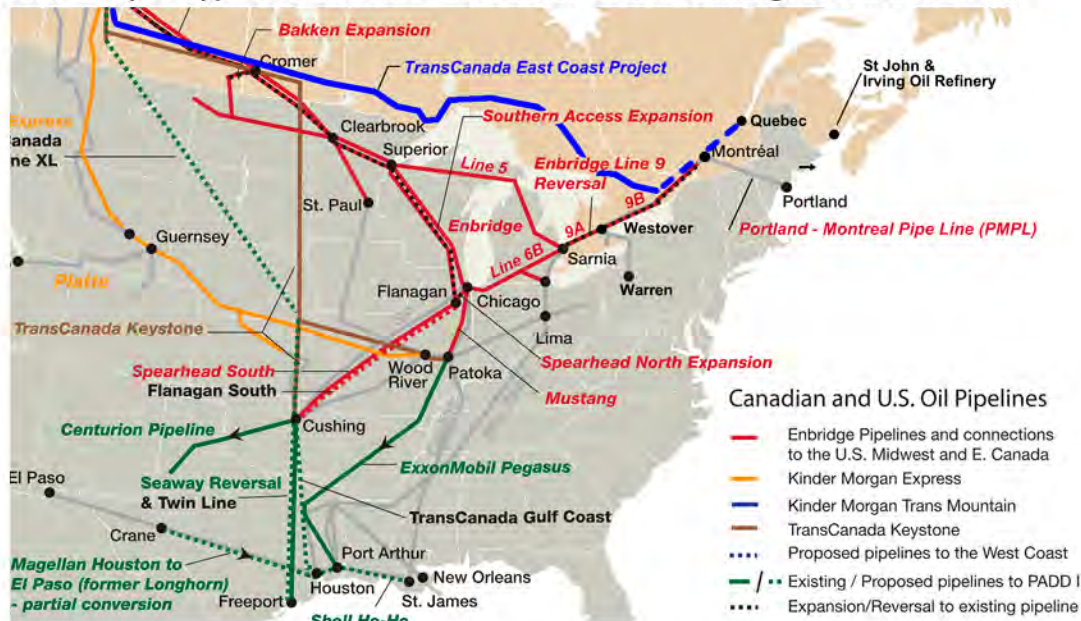 Bakken Expansion
Cromer
TransCanada East Coast Project
St John &
Irving Oil Refinery
Express
Canada
ne XL
Clearbrook
Superior
Southern Access Expansion
Quebec
Montréal
Line 5
Enbridge Line 9
Reversal
9B
Portland
St. Paul
Enbridge
9A
Westover
Portland - Montreal Pipe Line (PMPL)
Guernsey
Line 6B
Sarnia
Platte
Flanagan
Chicago
Warren
TransCanada Keystone
Lima
Spearhead South
Flanagan South
Wood
River
Patoka
Spearhead North Expansion
Mustang
Centurion Pipeline
Cushing
ExxonMobil Pegasus
Seaway Reversal
& Twin Line
El Paso
TransCanada Gulf Coast
Crane
Magellan Houston to
El Paso (former Longhorn)
- partial conversion
Port Arthur
Houston
New Orleans
St. James
Freeport
Canadian and U.S. Oil Pipelines
Enbridge Pipelines and connections
to the U.S. Midwest and E. Canada
Kinder Morgan Express
Kinder Morgan Trans Mountain
TransCanada Keystone
Proposed pipelines to the West Coast
Existing / Proposed pipelines to PADD I
Expansion/Reversal to existing pipeline